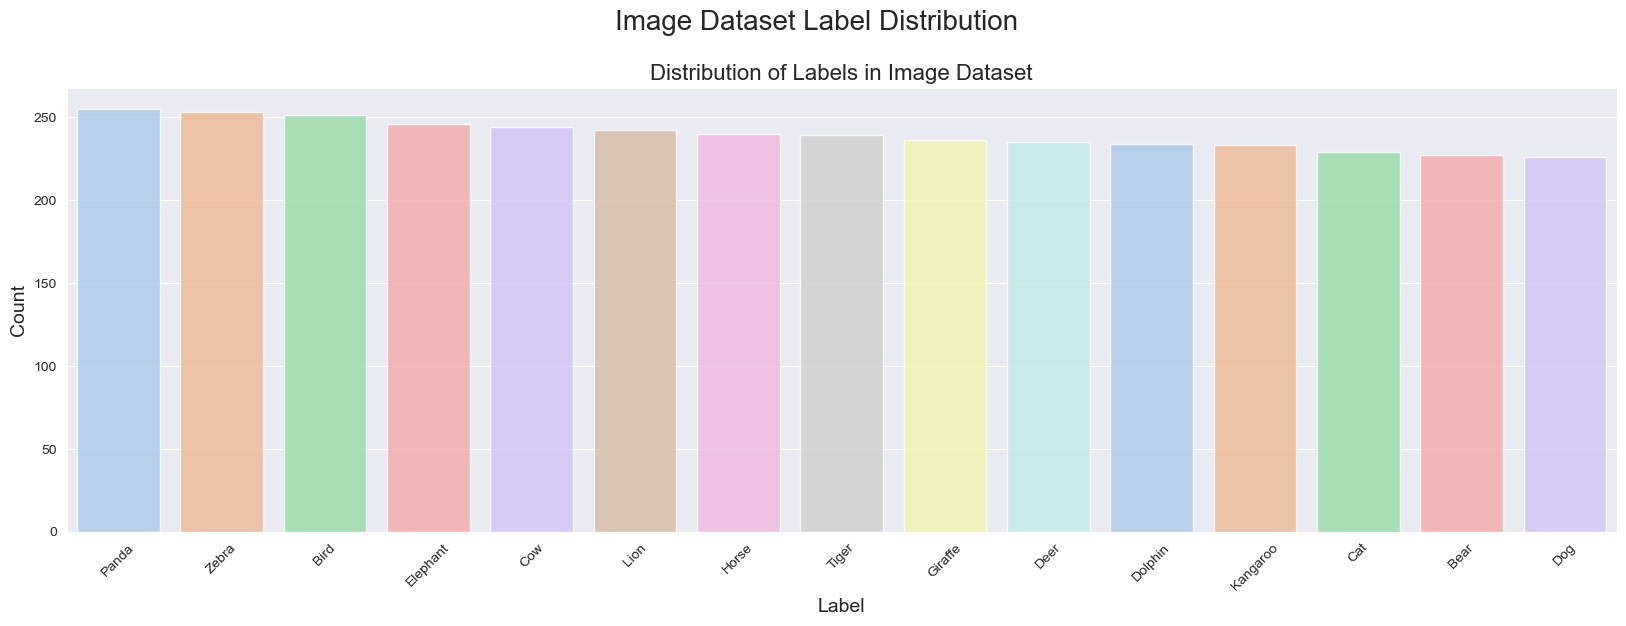 Image Dataset Label Distribution
Distribution of Labels in Image Dataset
250
200
150
100
50
0
Count
Panda
Zebra
Bird
Elephant
Cow
Lion
Horse
Tiger
Giraffe
Deer
Dolphin
Kangaroo
Cat
Bear
Dog
Label